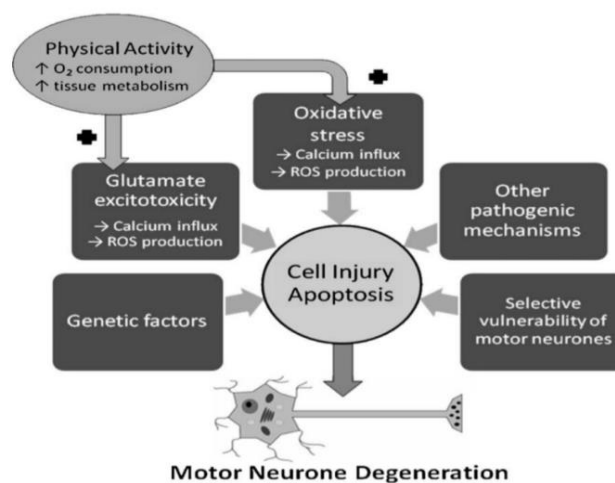 Physical Activity
↑ O₂ consumption
↑ tissue metabolism
Oxidative
stress
→ Calcium influx
→ ROS production
Glutamate
excitotoxicity
→ Calcium influx
→ ROS production
Other
pathogenic
mechanisms
Cell Injury
Apoptosis
Genetic factors
Selective
vulnerability of
motor neurones
Motor Neurone Degeneration